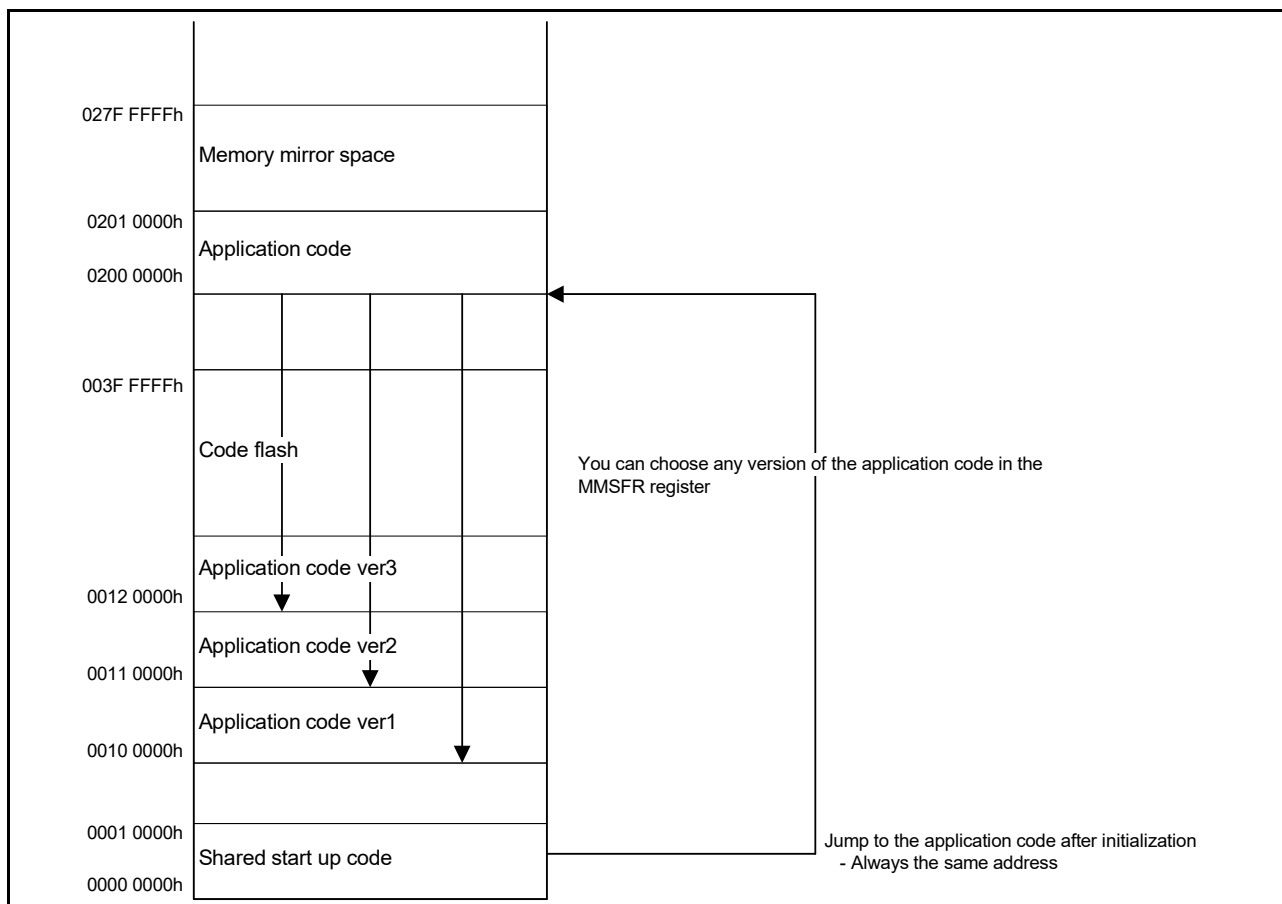 027F FFFFh
Memory mirror space
0201 0000h
Application code
0200 0000h
003F FFFFh
Code flash
You can choose any version of the application code in the
MMSFR register
Application code ver3
0012 0000h
Application code ver2
0011 0000h
Application code ver1
0010 0000h
0001 0000h
Shared start up code
Jump to the application code after initialization
- Always the same address
0000 0000h